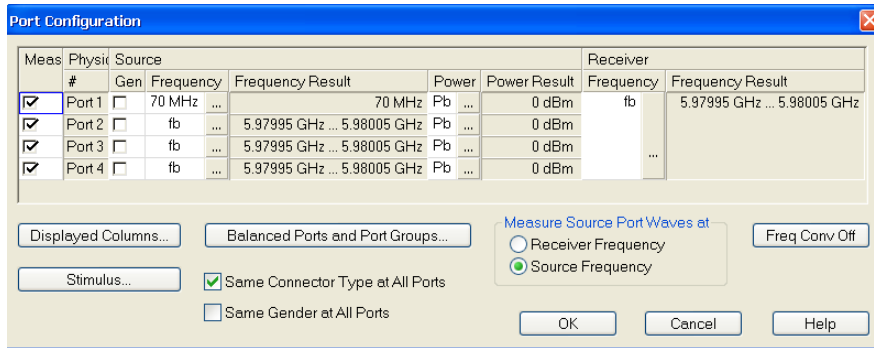 Port Configuration
Meas Physic Source Receiver
# Gen Frequency Frequency Result Power Power Result Frequency Frequency Result
Port 1 70 MHz ... 70 MHz Pb ... 0 dBm fb 5.97995 GHz ... 5.98005 GHz
Port 2 fb ... 5.97995 GHz ... 5.98005 GHz Pb ... 0 dBm
Port 3 fb ... 5.97995 GHz ... 5.98005 GHz Pb ... 0 dBm ...
Port 4 fb ... 5.97995 GHz ... 5.98005 GHz Pb ... 0 dBm
Measure Source Port Waves at
Displayed Columns... Balanced Ports and Port Groups... Receiver Frequency Freq Conv Off
Source Frequency
Stimulus... Same Connector Type at All Ports
Same Gender at All Ports
OK Cancel Help